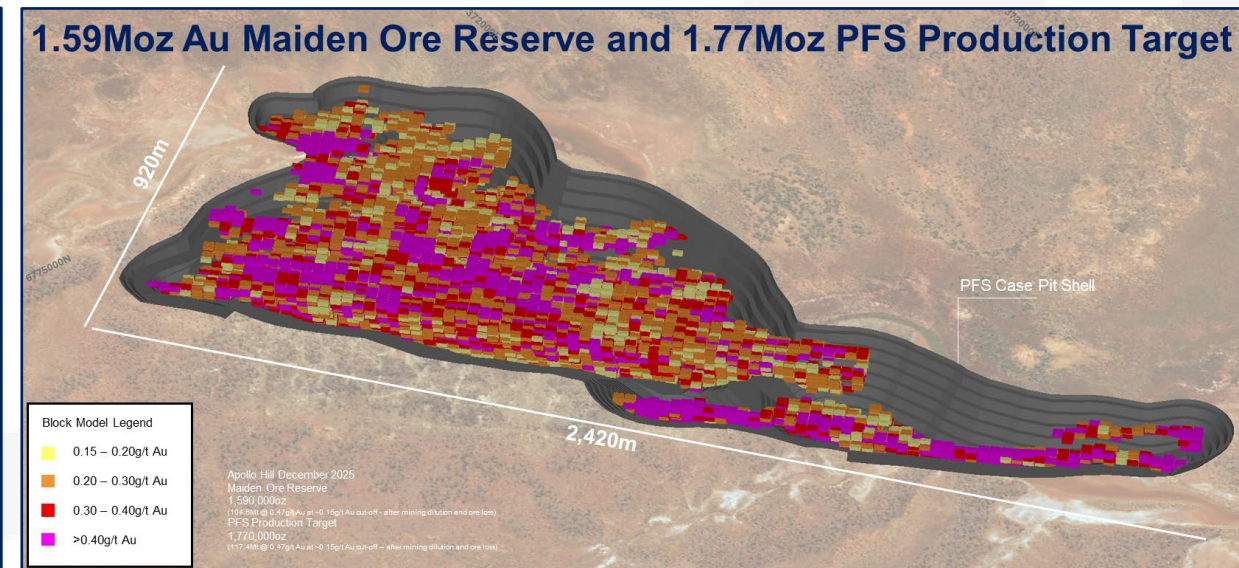 1.59Moz Au Maiden Ore Reserve and 1.77Moz PFS Production Target
920m
6775000N
PFS Case Pit Shell
2,420m
Block Model Legend
0.15 – 0.20g/t Au
0.20 – 0.30g/t Au
0.30 – 0.40g/t Au
>0.40g/t Au
Apollo Hill December 2025
Maiden Ore Reserve
1,590,000oz
(104.6Mt @ 0.47g/t Au at ~0.15g/t Au cut-off - after mining dilution and ore loss)
PFS Production Target
1,770,000oz
(117.4Mt @ 0.47g/t Au at ~0.15g/t Au cut-off – after mining dilution and ore loss)